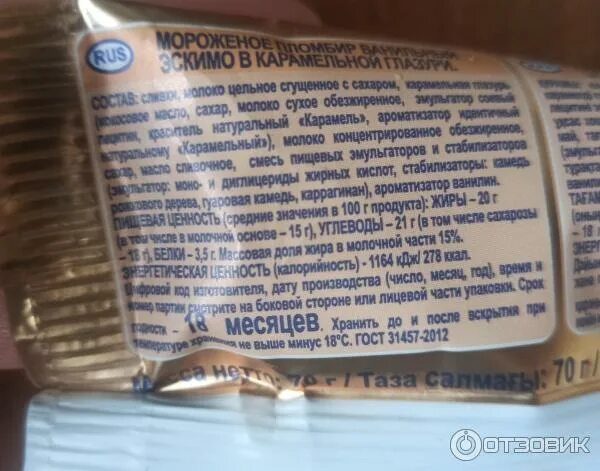 RUS
МОРОЖЕНОЕ ПЛОМБИР ВАНИЛЬНЫЙ
ЭСКИМО В КАРАМЕЛЬНОЙ ГЛАЗУРИ.
СОСТАВ: сливки, молоко цельное сгущенное с сахаром, карамельная глазурь
(кокосовое масло, сахар, молоко сухое обезжиренное, эмульгатор соевый
лецитин, краситель натуральный «Карамель», ароматизатор идентичный
натуральному «Карамельный»), молоко концентрированное обезжиренное,
сахар, масло сливочное, смесь пищевых эмульгаторов и стабилизаторов
(эмульгатор: моно- и диглицериды жирных кислот, стабилизаторы: камедь
рожкового дерева, гуаровая камедь, каррагинан), ароматизатор ванилин.
ПИЩЕВАЯ ЦЕННОСТЬ (средние значения в 100 г продукта): ЖИРЫ – 20 г
(в том числе в молочной основе – 15 г), УГЛЕВОДЫ – 21 г (в том числе сахарозы
– 18 г), БЕЛКИ – 3,5 г. Массовая доля жира в молочной части 15%.
ЭНЕРГЕТИЧЕСКАЯ ЦЕННОСТЬ (калорийность) - 1164 кДж/ 278 ккал.
Цифровой код изготовителя, дату производства (число, месяц, год), время и
номер партии смотрите на боковой стороне или лицевой части упаковки. Срок
годности – 18 месяцев. Хранить до и после вскрытия при
температуре хранения не выше минус 18°С. ГОСТ 31457-2012
Масса нетто: 70 г / Таза салмағы: 70 г /
ОТЗОВИК